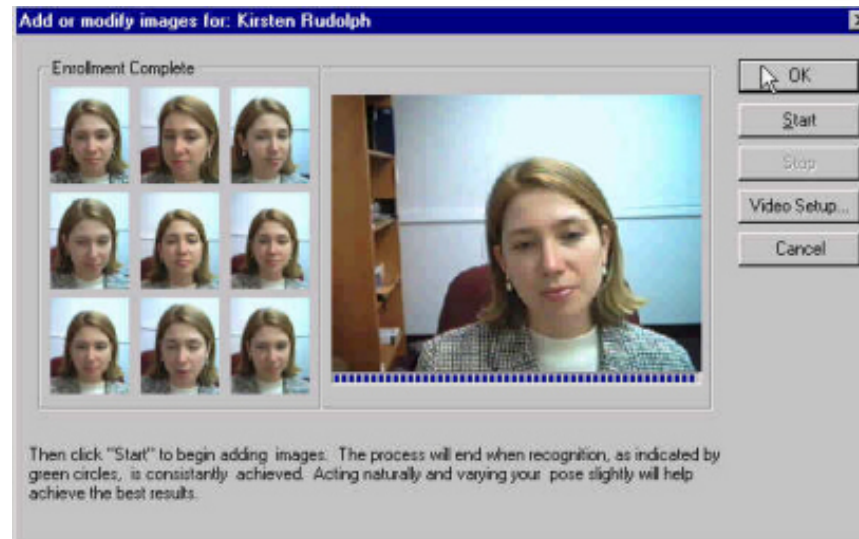 Add or modify images for: Kirsten Rudolph
Enrollment Complete
OK
Start
Stop
Video Setup...
Cancel
Then click "Start" to begin adding images. The process will end when recognition, as indicated by
green circles, is consistantly achieved. Acting naturally and varying your pose slightly will help
achieve the best results.